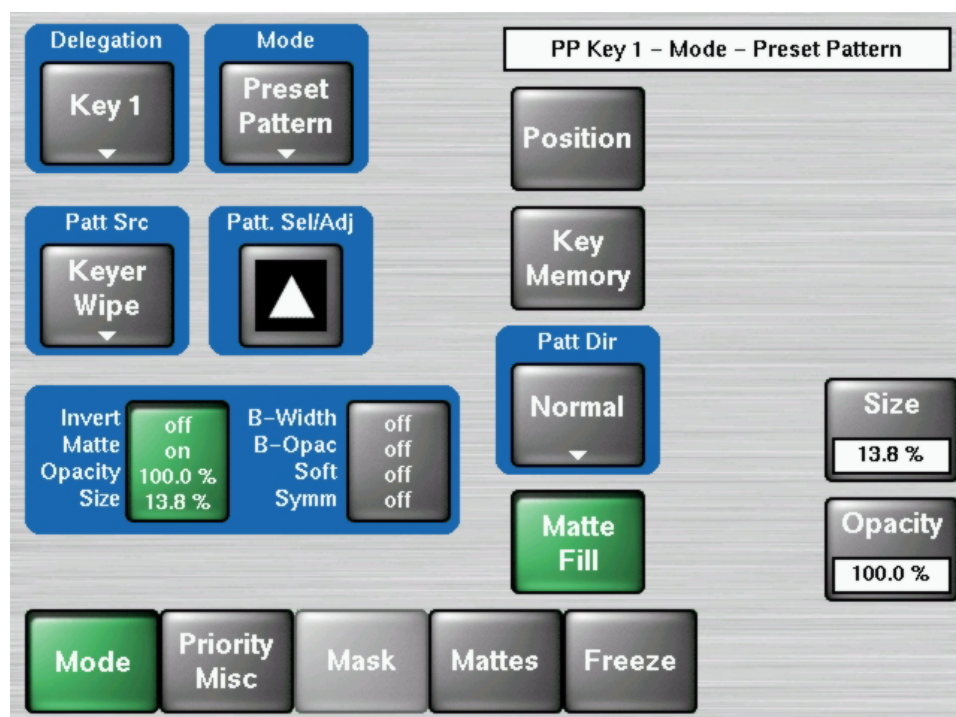 Delegation
Mode
PP Key 1 – Mode – Preset Pattern
Key 1
Preset
Pattern
Position
Patt Src
Patt. Sel/Adj
Keyer
Wipe
Key
Memory
Patt Dir
Normal
Invert off
Matte on
Opacity 100.0 %
Size 13.8 %
B-Width off
B-Opac off
Soft off
Symm off
Size
13.8 %
Matte
Fill
Opacity
100.0 %
Mode
Priority
Misc
Mask
Mattes
Freeze